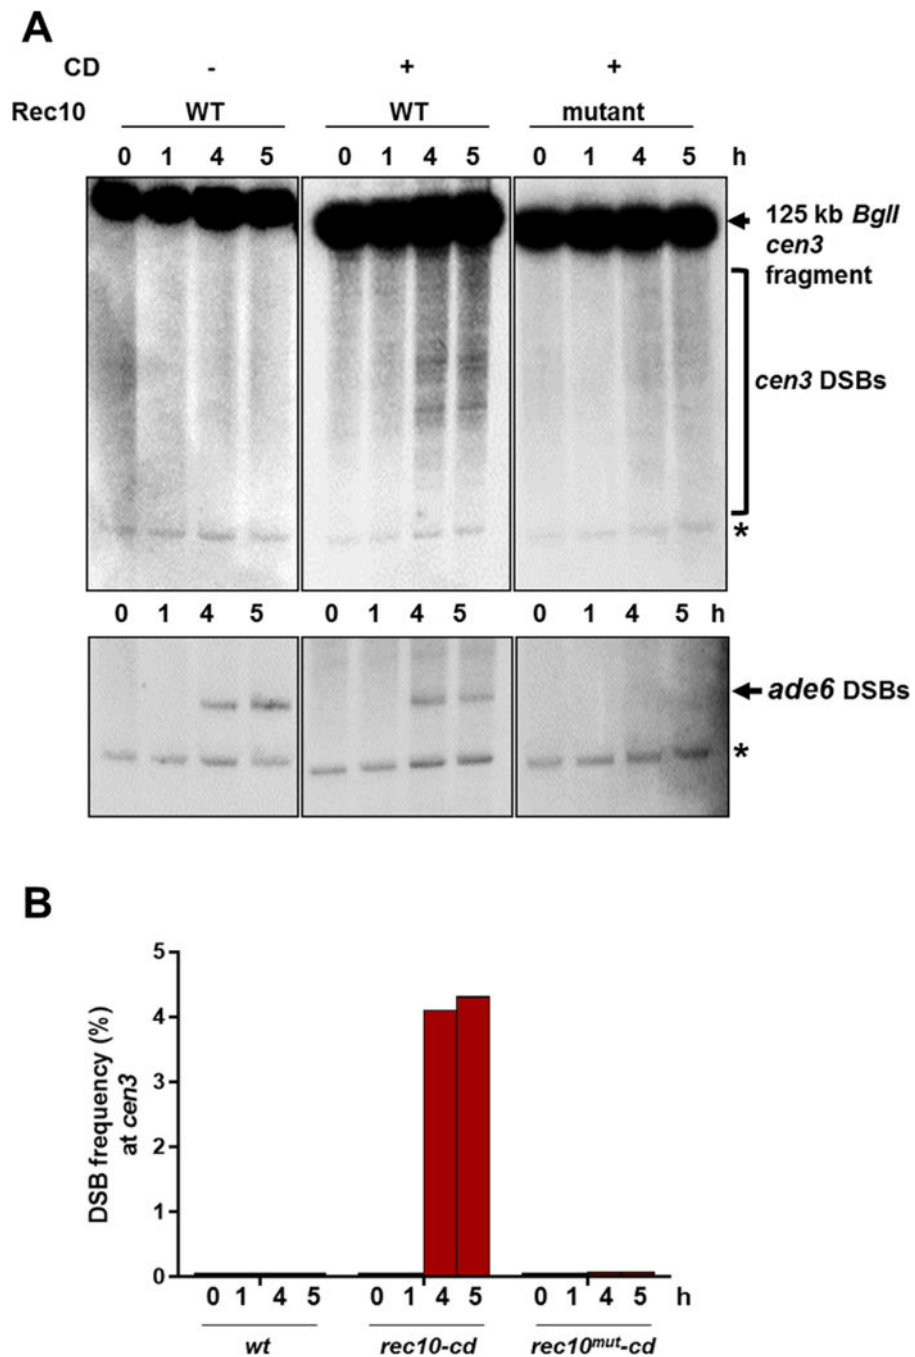 A
CD - + +
Rec10 WT WT mutant
0 1 4 5 0 1 4 5 0 1 4 5 h
125 kb BglI
cen3
fragment
cen3 DSBs
*
0 1 4 5 0 1 4 5 0 1 4 5 h
ade6 DSBs
*
B
DSB frequency (%)
at cen3
5
4
3
2
1
0
0 1 4 5 0 1 4 5 0 1 4 5 h
wt rec10-cd rec10mut-cd